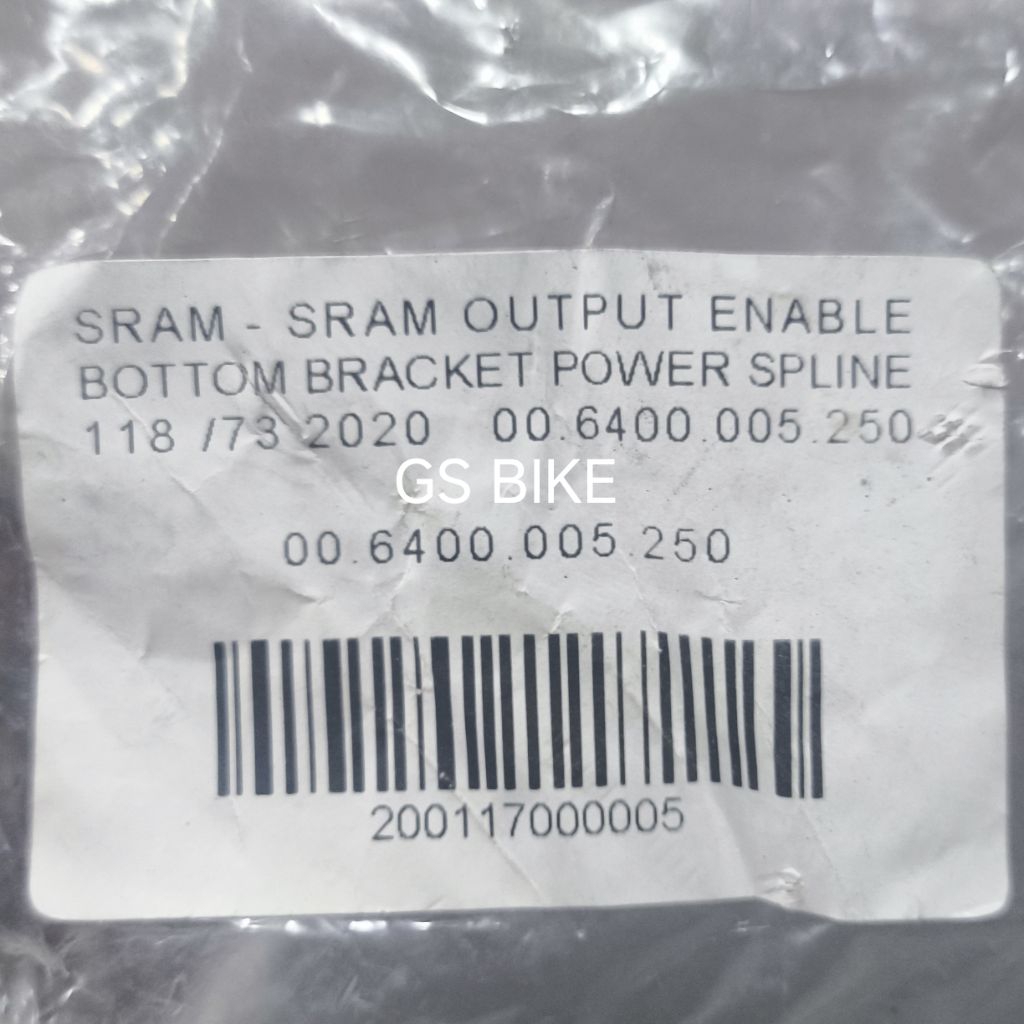 SRAM - SRAM OUTPUT ENABLE
BOTTOM BRACKET POWER SPLINE
118 /73 2020 00.6400.005.250
GS BIKE
00.6400.005.250
200117000005